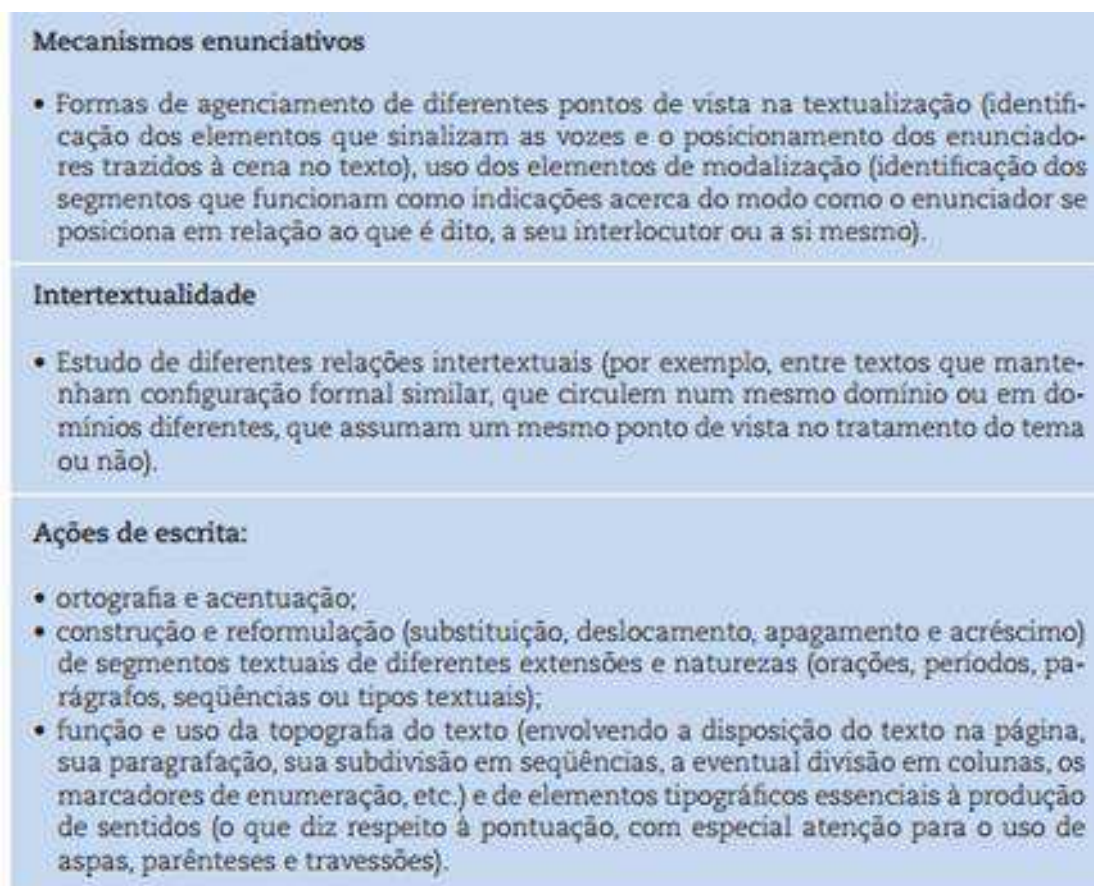 Mecanismos enunciativos
• Formas de agenciamento de diferentes pontos de vista na textualização (identifi-
cação dos elementos que sinalizam as vozes e o posicionamento dos enunciado-
res trazidos à cena no texto), uso dos elementos de modalização (identificação dos
segmentos que funcionam como indicações acerca do modo como o enunciador se
posiciona em relação ao que é dito, a seu interlocutor ou a si mesmo).
Intertextualidade
• Estudo de diferentes relações intertextuais (por exemplo, entre textos que mante-
nham configuração formal similar, que circulem num mesmo domínio ou em do-
mínios diferentes, que assumam um mesmo ponto de vista no tratamento do tema
ou não).
Ações de escrita:
• ortografia e acentuação;
• construção e reformulação (substituição, deslocamento, apagamento e acréscimo)
de segmentos textuais de diferentes extensões e naturezas (orações, períodos, pa-
rágrafos, seqüências ou tipos textuais);
• função e uso da topografia do texto (envolvendo a disposição do texto na página,
sua paragrafação, sua subdivisão em seqüências, a eventual divisão em colunas, os
marcadores de enumeração, etc.) e de elementos tipográficos essenciais à produção
de sentidos (o que diz respeito à pontuação, com especial atenção para o uso de
aspas, parênteses e travessões).